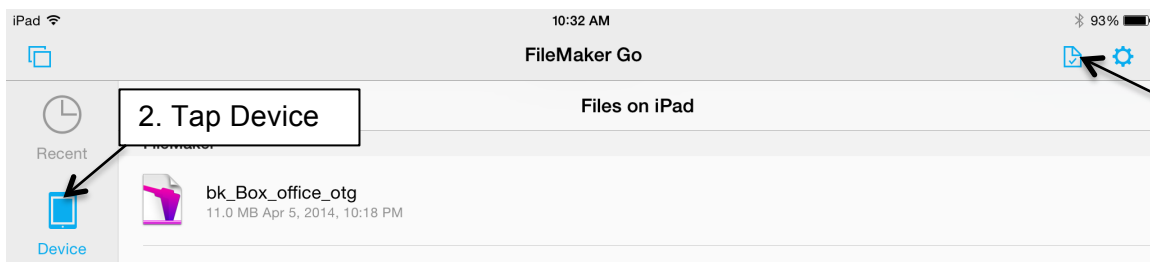 iPad 10:32 AM 93%
FileMaker Go
Files on iPad
2. Tap Device
Recent
FileMaker
bk_Box_office_otg
11.0 MB Apr 5, 2014, 10:18 PM
Device